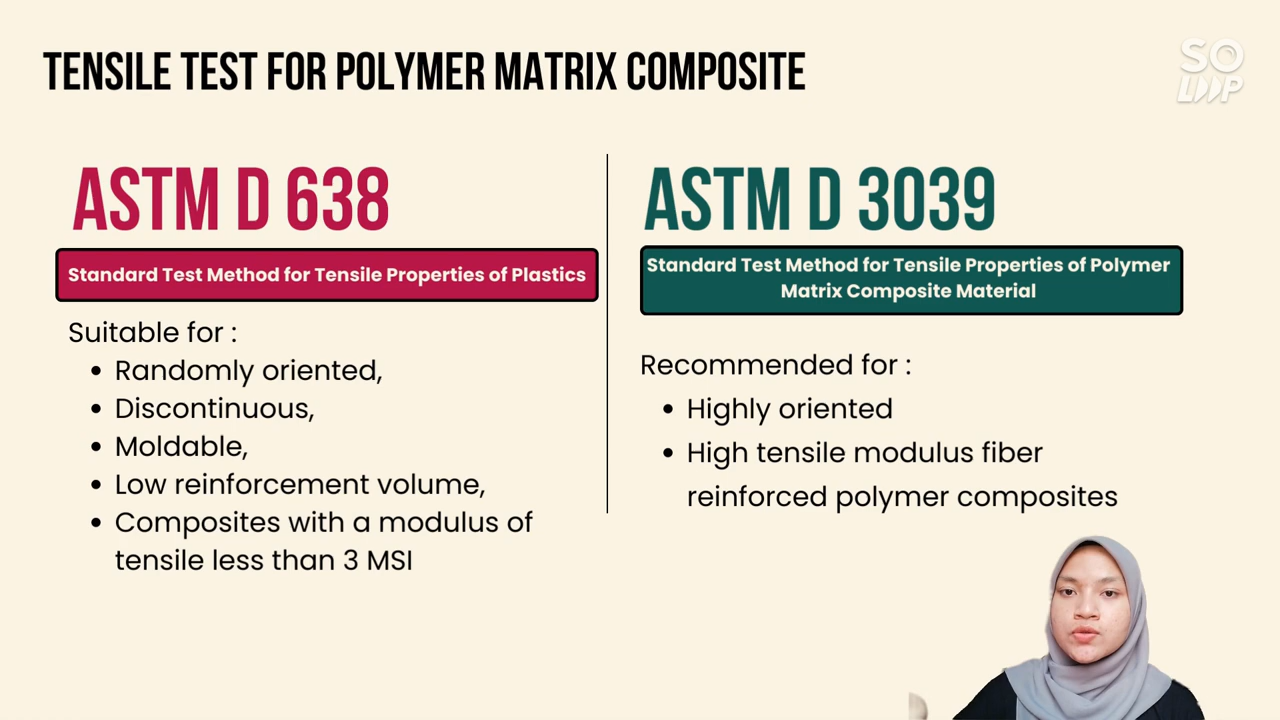 TENSILE TEST FOR POLYMER MATRIX COMPOSITE
SO
LOOP
ASTM D 638
Standard Test Method for Tensile Properties of Plastics
Suitable for :
• Randomly oriented,
• Discontinuous,
• Moldable,
• Low reinforcement volume,
• Composites with a modulus of
tensile less than 3 MSI
ASTM D 3039
Standard Test Method for Tensile Properties of Polymer
Matrix Composite Material
Recommended for :
• Highly oriented
• High tensile modulus fiber
reinforced polymer composites